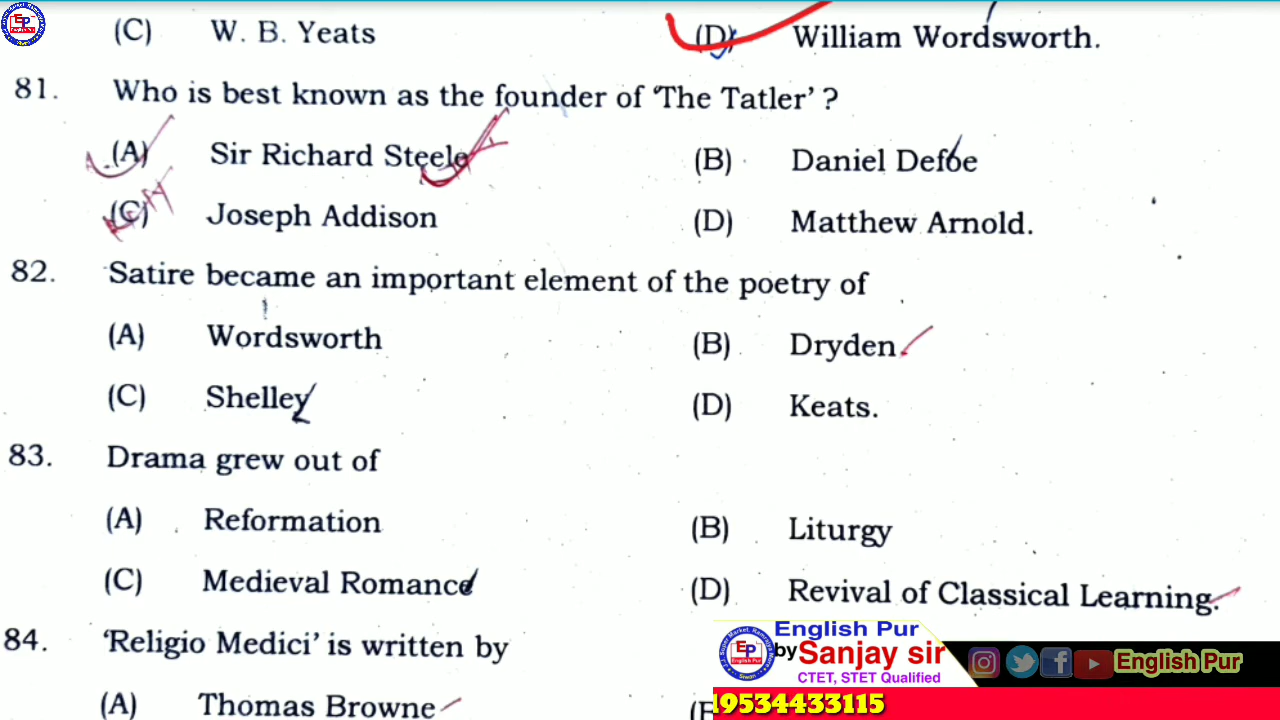 (C) W. B. Yeats (D) William Wordsworth.
81. Who is best known as the founder of 'The Tatler' ?
(A) Sir Richard Steele (B) Daniel Defoe
(C) Joseph Addison (D) Matthew Arnold.
82. Satire became an important element of the poetry of
(A) Wordsworth (B) Dryden
(C) Shelley (D) Keats.
83. Drama grew out of
(A) Reformation (B) Liturgy
(C) Medieval Romance (D) Revival of Classical Learning.
84. 'Religio Medici' is written by
(A) Thomas Browne
EP
English Pur
by Sanjay sir
CTET, STET Qualified
English Pur
19534433115